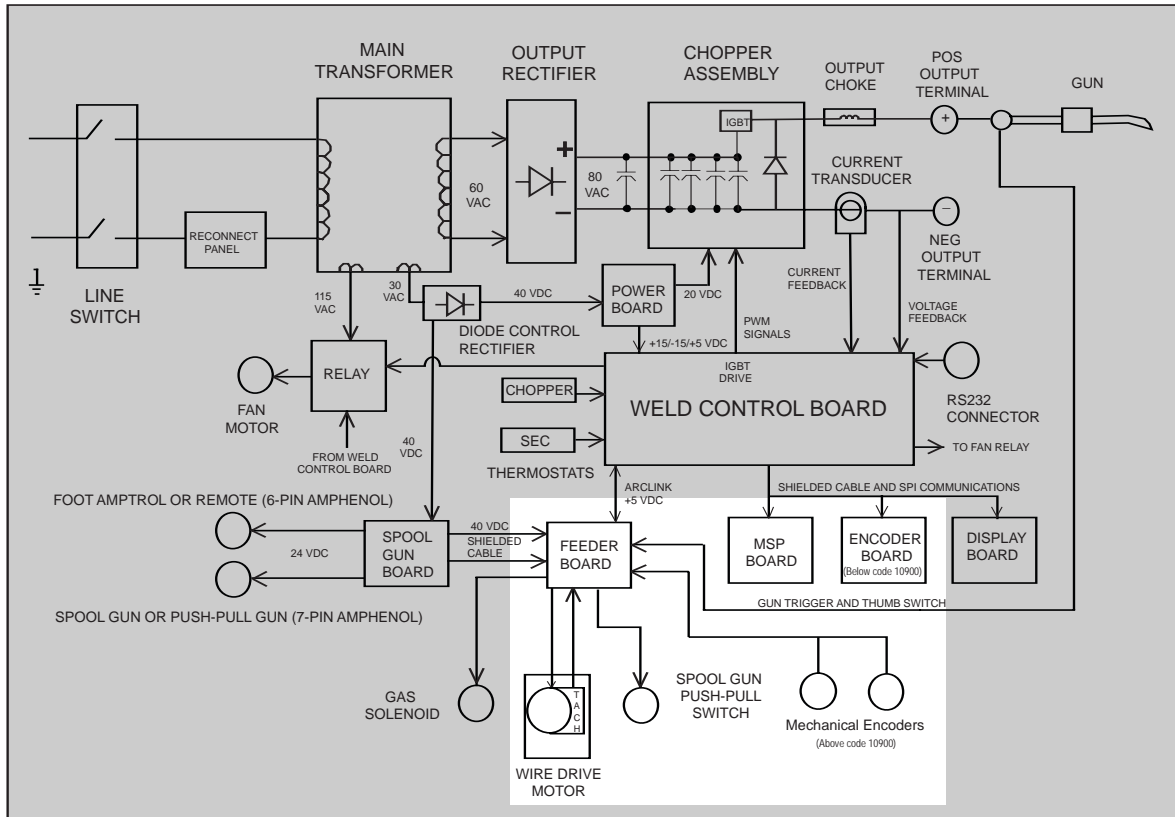 MAIN
TRANSFORMER
OUTPUT
RECTIFIER
CHOPPER
ASSEMBLY
OUTPUT
CHOKE
POS
OUTPUT
TERMINAL
GUN
IGBT
+
+
80
VAC
60
VAC
CURRENT
TRANSDUCER
–
–
NEG
OUTPUT
TERMINAL
RECONNECT
PANEL
LINE
SWITCH
115
VAC
30
VAC
40 VDC
POWER
BOARD
20 VDC
CURRENT
FEEDBACK
VOLTAGE
FEEDBACK
PWM
SIGNALS
DIODE CONTROL
RECTIFIER
+15/-15/+5 VDC
RELAY
FAN
MOTOR
IGBT
DRIVE
WELD CONTROL BOARD
CHOPPER
SEC
THERMOSTATS
RS232
CONNECTOR
TO FAN RELAY
FROM WELD
CONTROL BOARD
40
VDC
ARCLINK
+5 VDC
SHIELDED CABLE AND SPI COMMUNICATIONS
FOOT AMPTROL OR REMOTE (6-PIN AMPHENOL)
24 VDC
SPOOL
GUN
BOARD
40 VDC
SHIELDED
CABLE
FEEDER
BOARD
MSP
BOARD
ENCODER
BOARD
(Below code 10900)
DISPLAY
BOARD
SPOOL GUN OR PUSH-PULL GUN (7-PIN AMPHENOL)
GUN TRIGGER AND THUMB SWITCH
GAS
SOLENOID
TACH
WIRE DRIVE
MOTOR
SPOOL GUN
PUSH-PULL
SWITCH
Mechanical Encoders
(Above code 10900)